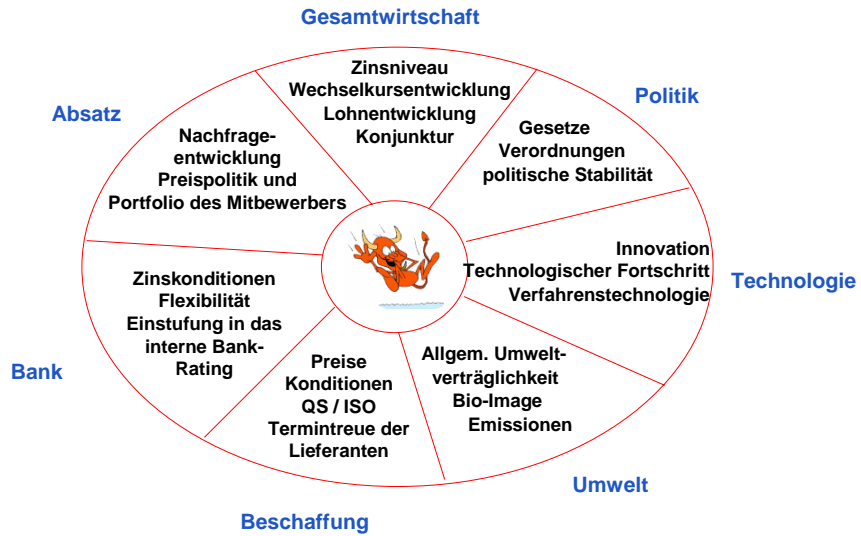 Gesamtwirtschaft
Zinsniveau
Wechselkursentwicklung
Lohnentwicklung
Konjunktur
Politik
Gesetze
Verordnungen
politische Stabilität
Technologie
Innovation
Technologischer Fortschritt
Verfahrenstechnologie
Umwelt
Allgem. Umwelt-
verträglichkeit
Bio-Image
Emissionen
Beschaffung
Preise
Konditionen
QS / ISO
Termintreue der
Lieferanten
Bank
Zinskonditionen
Flexibilität
Einstufung in das
interne Bank-
Rating
Absatz
Nachfrage-
entwicklung
Preispolitik und
Portfolio des Mitbewerbers